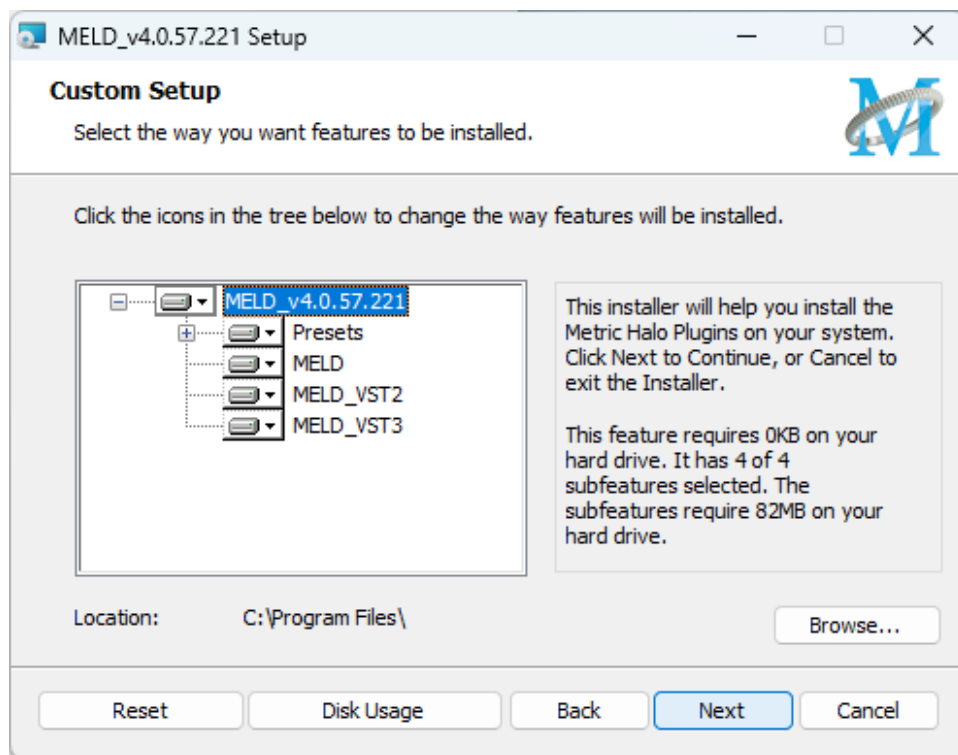 MELD_v4.0.57.221 Setup
Custom Setup
Select the way you want features to be installed.
Click the icons in the tree below to change the way features will be installed.
MELD_v4.0.57.221
Presets
MELD
MELD_VST2
MELD_VST3
This installer will help you install the
Metric Halo Plugins on your system.
Click Next to Continue, or Cancel to
exit the Installer.
This feature requires 0KB on your
hard drive. It has 4 of 4
subfeatures selected. The
subfeatures require 82MB on your
hard drive.
Location: C:\Program Files\
Browse...
Reset Disk Usage Back Next Cancel